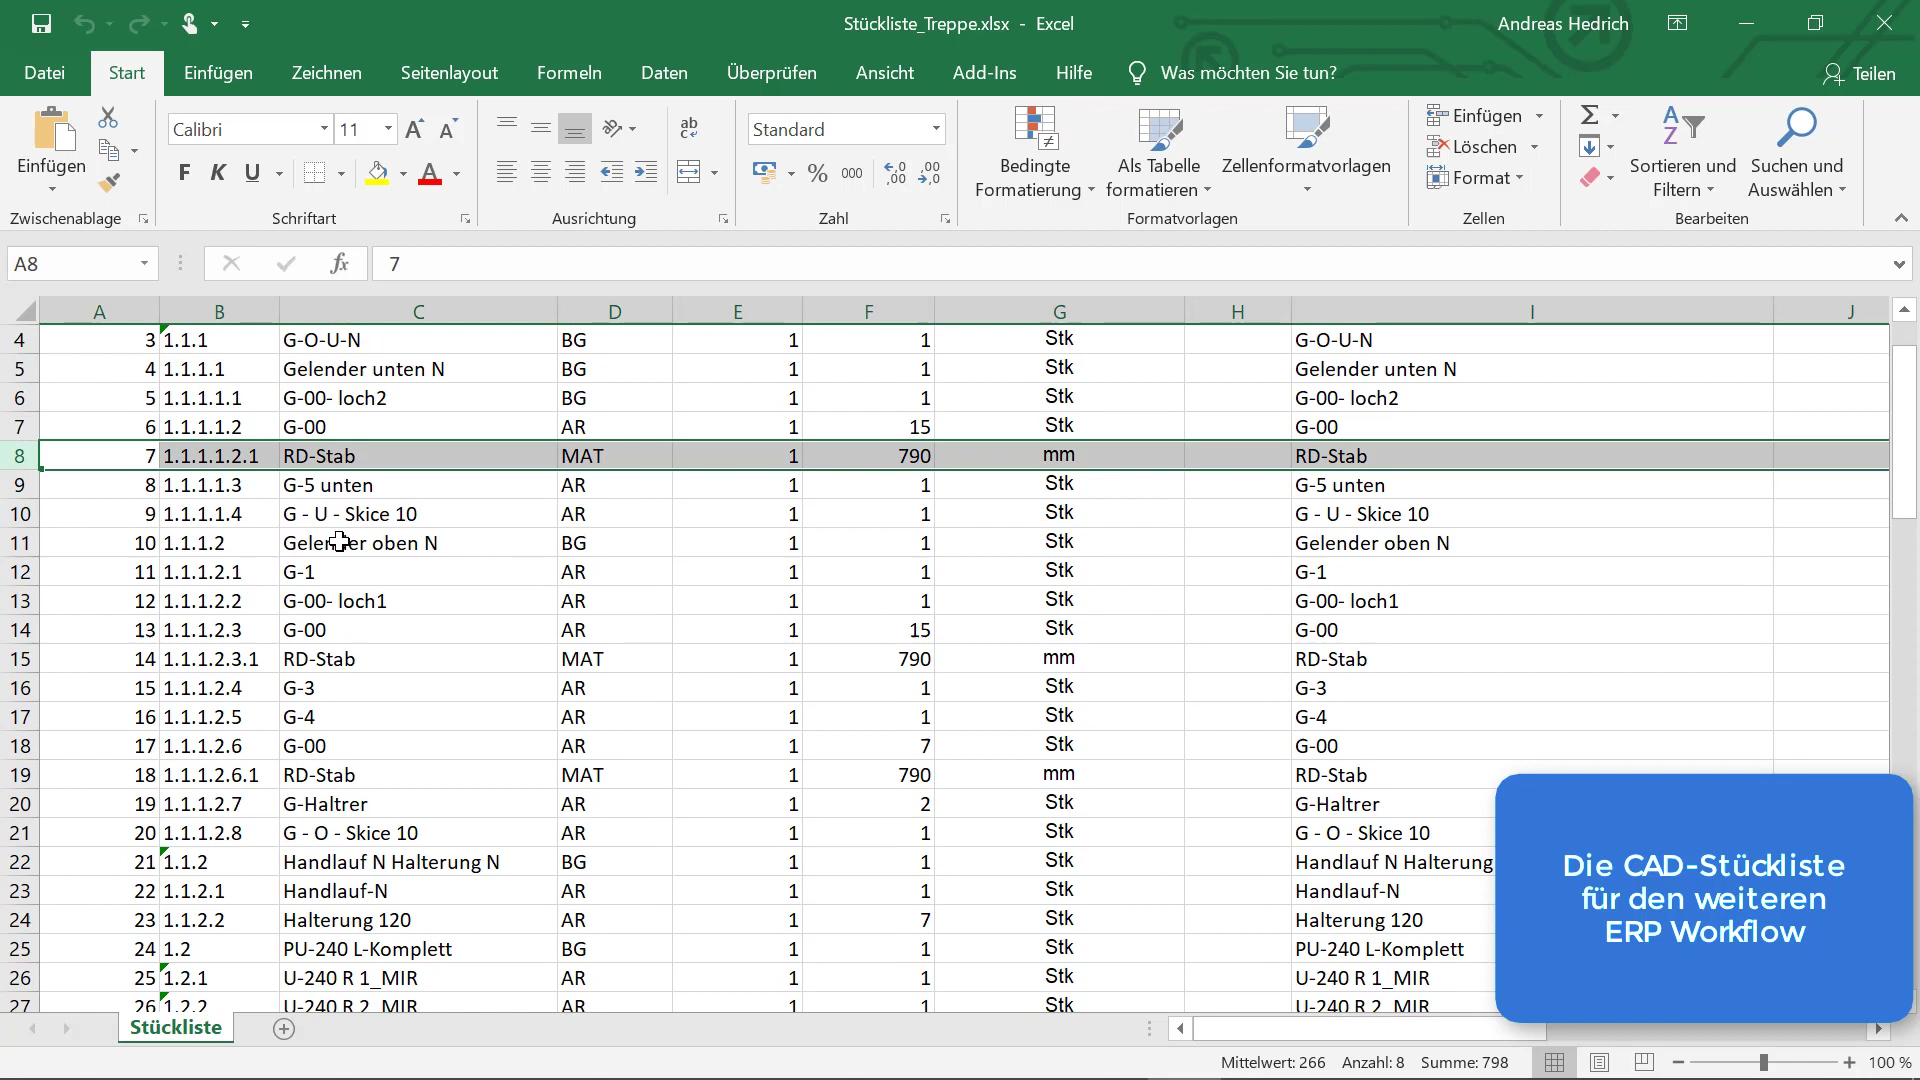 Stückliste_Treppe.xlsx - Excel
Andreas Hedrich
Datei Start Einfügen Zeichnen Seitenlayout Formeln Daten Überprüfen Ansicht Add-Ins Hilfe Was möchten Sie tun? Teilen
Einfügen
Zwischenablage
Calibri 11
F K U
Schriftart
ab
Ausrichtung
Standard
% 000
Zahl
Bedingte Formatierung
Als Tabelle formatieren
Zellenformatvorlagen
Formatvorlagen
Einfügen
Löschen
Format
Zellen
Sortieren und Filtern
Suchen und Auswählen
Bearbeiten
A8 fx 7
A B C D E F G H I J
4 3 1.1.1 G-O-U-N BG 1 1 Stk G-O-U-N
5 4 1.1.1.1 Gelender unten N BG 1 1 Stk Gelender unten N
6 5 1.1.1.1.1 G-00- loch2 BG 1 1 Stk G-00- loch2
7 6 1.1.1.1.2 G-00 AR 1 15 Stk G-00
8 7 1.1.1.1.2.1 RD-Stab MAT 1 790 mm RD-Stab
9 8 1.1.1.1.3 G-5 unten AR 1 1 Stk G-5 unten
10 9 1.1.1.1.4 G - U - Skice 10 AR 1 1 Stk G - U - Skice 10
11 10 1.1.1.2 Gelender oben N BG 1 1 Stk Gelender oben N
12 11 1.1.1.2.1 G-1 AR 1 1 Stk G-1
13 12 1.1.1.2.2 G-00- loch1 AR 1 1 Stk G-00- loch1
14 13 1.1.1.2.3 G-00 AR 1 15 Stk G-00
15 14 1.1.1.2.3.1 RD-Stab MAT 1 790 mm RD-Stab
16 15 1.1.1.2.4 G-3 AR 1 1 Stk G-3
17 16 1.1.1.2.5 G-4 AR 1 1 Stk G-4
18 17 1.1.1.2.6 G-00 AR 1 7 Stk G-00
19 18 1.1.1.2.6.1 RD-Stab MAT 1 790 mm RD-Stab
20 19 1.1.1.2.7 G-Haltrer AR 1 2 Stk G-Haltrer
21 20 1.1.1.2.8 G - O - Skice 10 AR 1 1 Stk G - O - Skice 10
22 21 1.1.2 Handlauf N Halterung N BG 1 1 Stk Handlauf N Halterung
23 22 1.1.2.1 Handlauf-N AR 1 1 Stk Handlauf-N
24 23 1.1.2.2 Halterung 120 AR 1 7 Stk Halterung 120
25 24 1.2 PU-240 L-Komplett BG 1 1 Stk PU-240 L-Komplett
26 25 1.2.1 U-240 R 1_MIR AR 1 1 Stk U-240 R 1_MIR
27 26 1.2.2 U-240 R 2_MIR AR 1 1 Stk U-240 R 2_MIR
Die CAD-Stückliste
für den weiteren
ERP Workflow
Stückliste
Mittelwert: 266 Anzahl: 8 Summe: 798 100 %